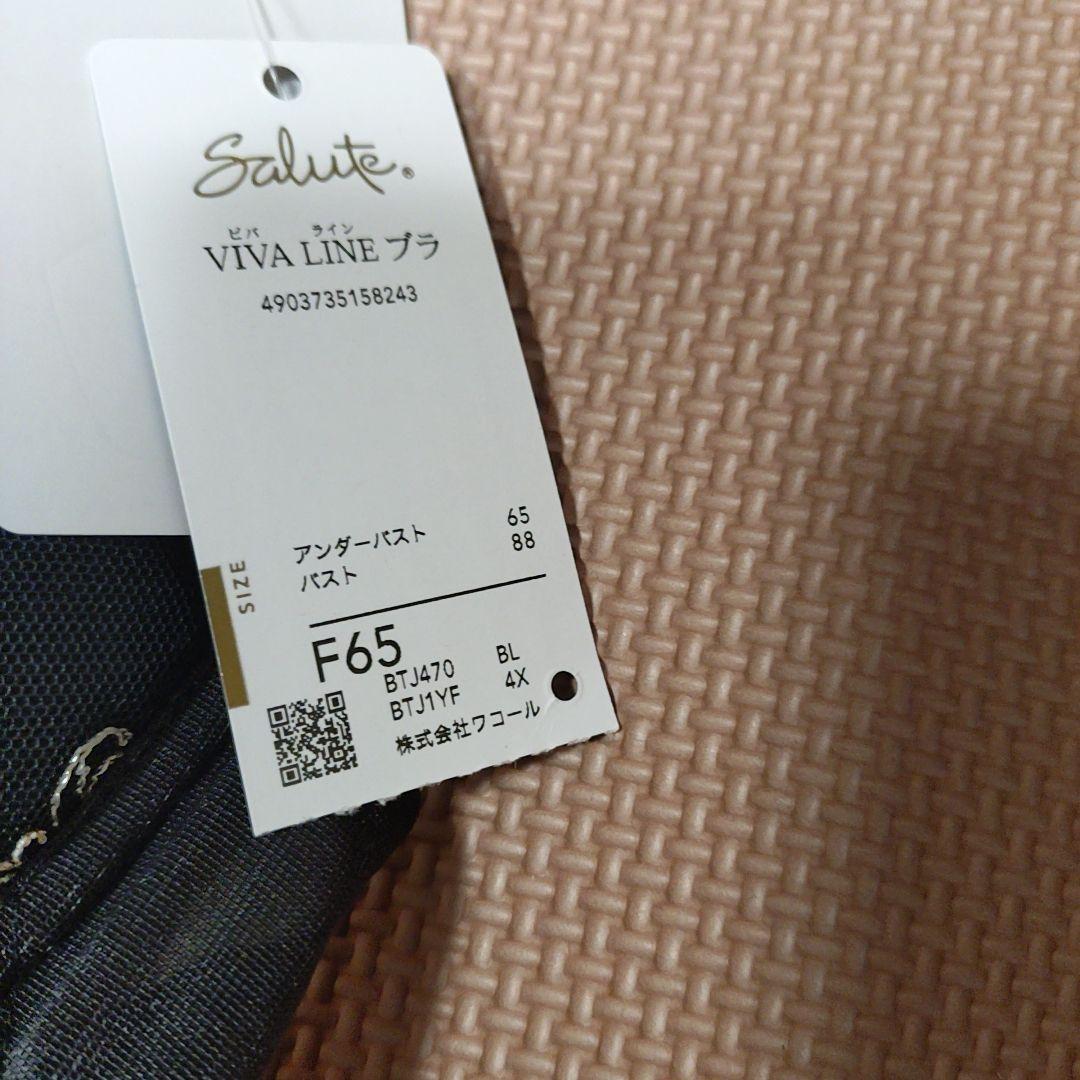 Salute®
ビバ ライン
VIVA LINE ブラ
4903735158243
アンダーバスト 65
バスト 88
SIZE
F65
BTJ470 BL
BTJ1YF 4X
株式会社ワコール